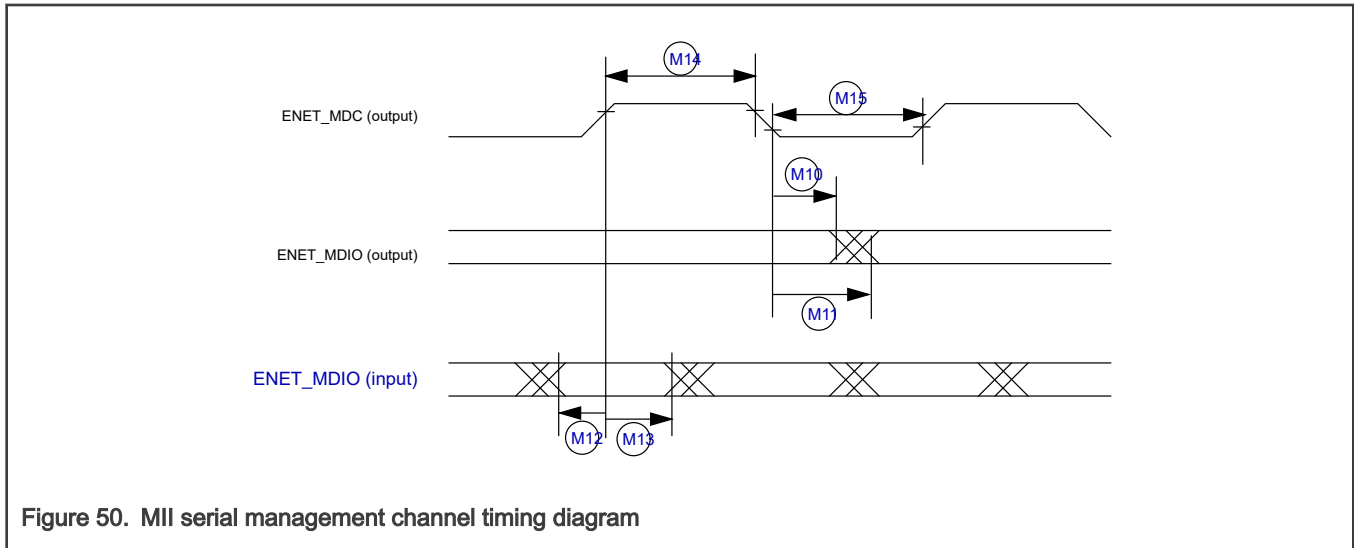 M14
ENET_MDC (output)
M15
M10
ENET_MDIO (output)
M11
ENET_MDIO (input)
M12 M13
Figure 50. MII serial management channel timing diagram